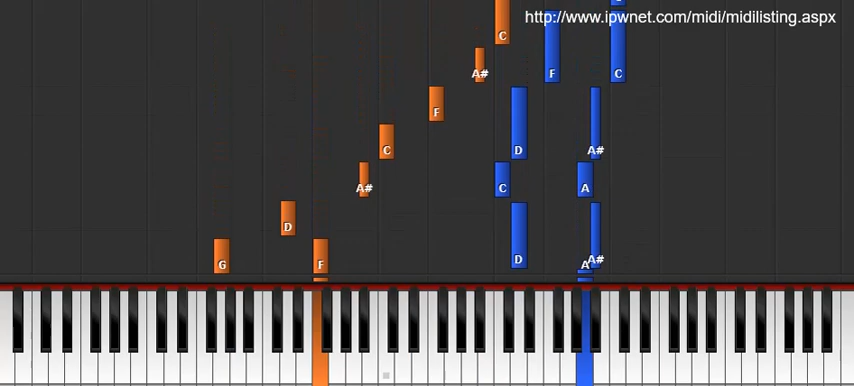 http://www.ipwnet.com/midi/midilisting.aspx
C
A# F C
F
C D A#
A# C A
D
G F D A A#